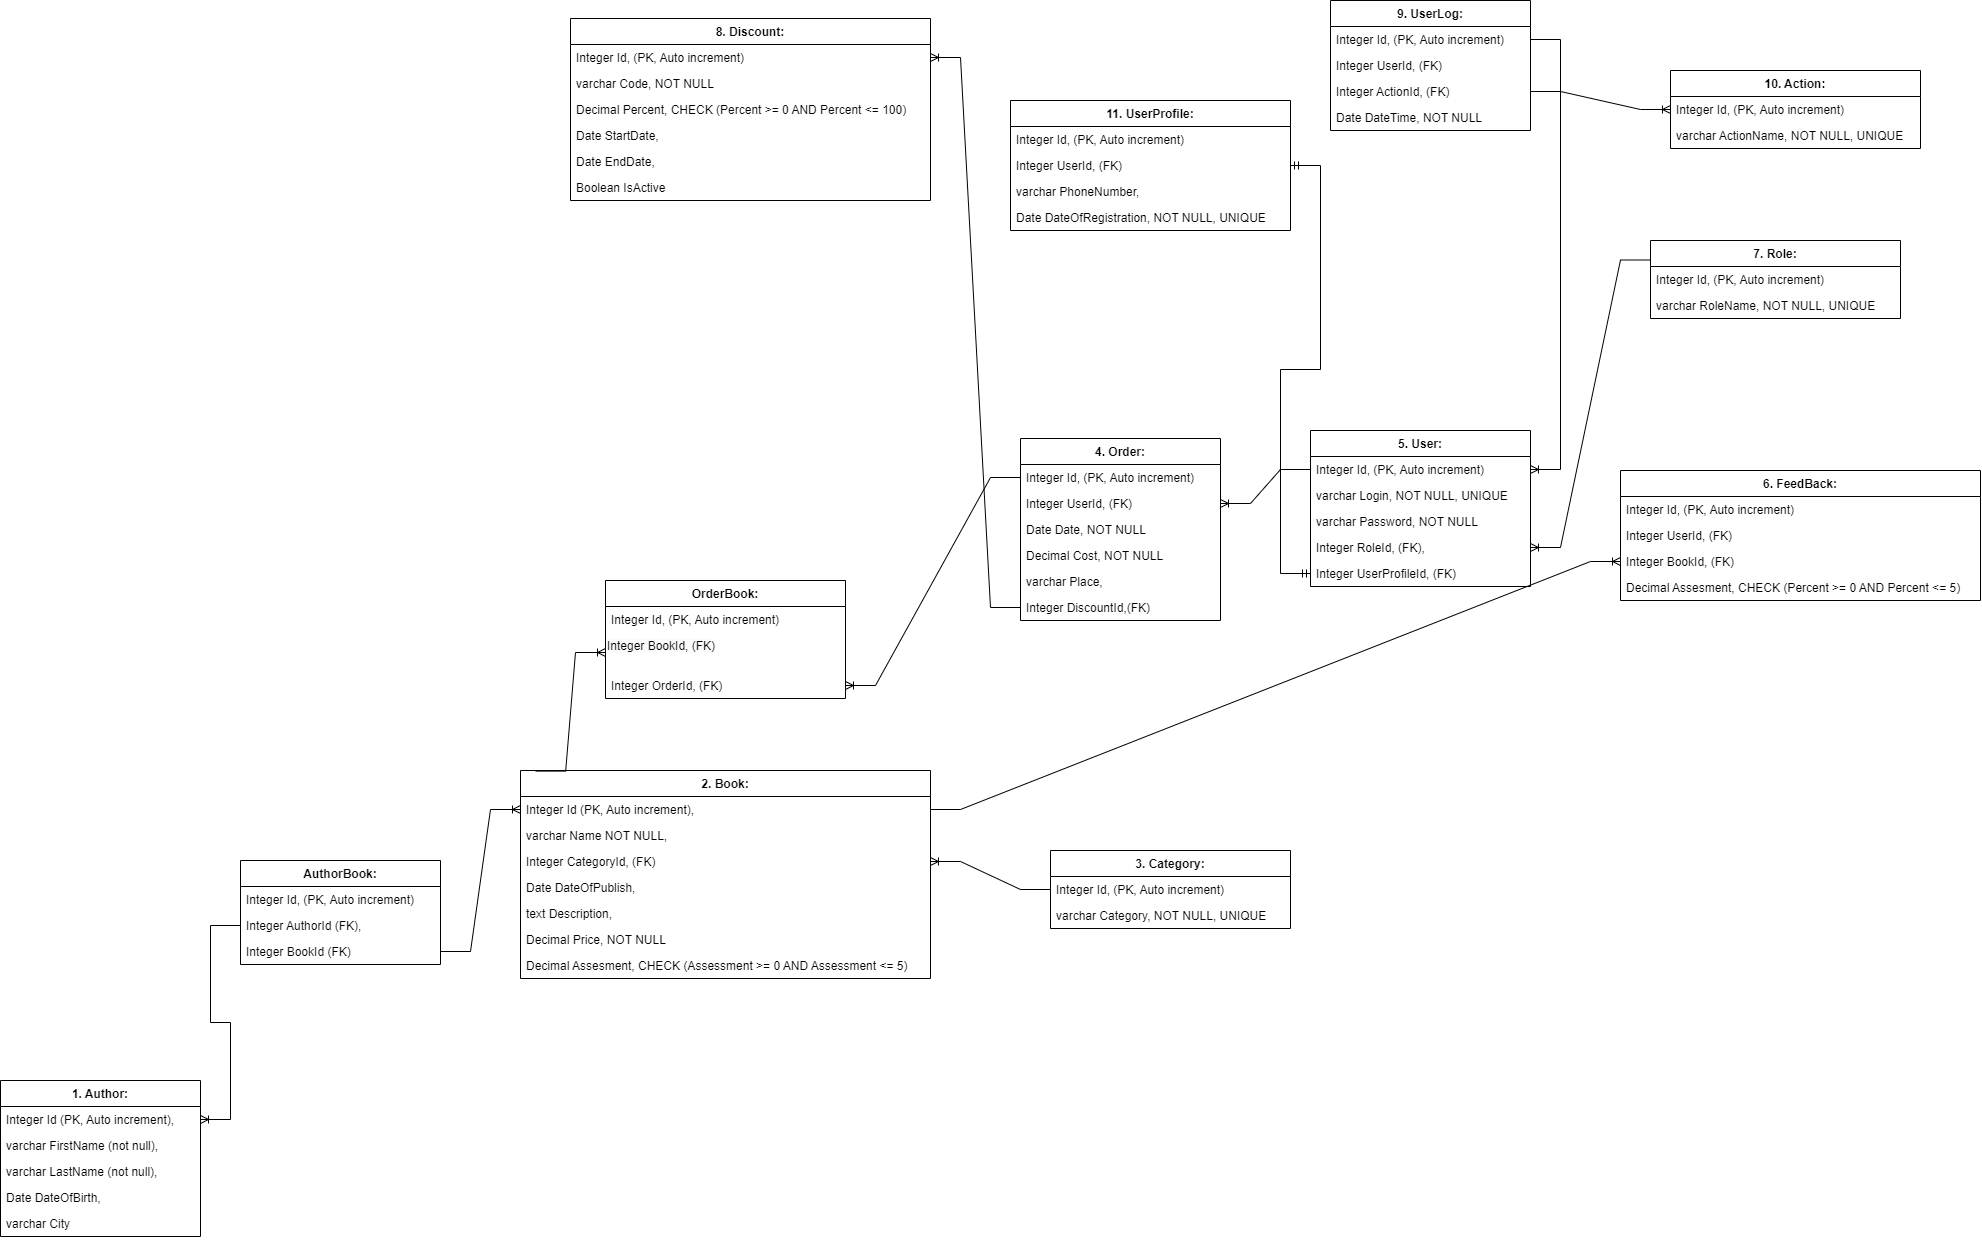 8. Discount:
Integer Id, (PK, Auto increment)
varchar Code, NOT NULL
Decimal Percent, CHECK (Percent >= 0 AND Percent <= 100)
Date StartDate,
Date EndDate,
Boolean IsActive
11. UserProfile:
Integer Id, (PK, Auto increment)
Integer UserId, (FK)
varchar PhoneNumber,
Date DateOfRegistration, NOT NULL, UNIQUE
9. UserLog:
Integer Id, (PK, Auto increment)
Integer UserId, (FK)
Integer ActionId, (FK)
Date DateTime, NOT NULL
10. Action:
Integer Id, (PK, Auto increment)
varchar ActionName, NOT NULL, UNIQUE
7. Role:
Integer Id, (PK, Auto increment)
varchar RoleName, NOT NULL, UNIQUE
4. Order:
Integer Id, (PK, Auto increment)
Integer UserId, (FK)
Date Date, NOT NULL
Decimal Cost, NOT NULL
varchar Place,
Integer DiscountId,(FK)
5. User:
Integer Id, (PK, Auto increment)
varchar Login, NOT NULL, UNIQUE
varchar Password, NOT NULL
Integer RoleId, (FK),
Integer UserProfileId, (FK)
6. FeedBack:
Integer Id, (PK, Auto increment)
Integer UserId, (FK)
Integer BookId, (FK)
Decimal Assesment, CHECK (Percent >= 0 AND Percent <= 5)
OrderBook:
Integer Id, (PK, Auto increment)
Integer BookId, (FK)
Integer OrderId, (FK)
2. Book:
Integer Id (PK, Auto increment),
varchar Name NOT NULL,
Integer CategoryId, (FK)
Date DateOfPublish,
text Description,
Decimal Price, NOT NULL
Decimal Assesment, CHECK (Assessment >= 0 AND Assessment <= 5)
3. Category:
Integer Id, (PK, Auto increment)
varchar Category, NOT NULL, UNIQUE
AuthorBook:
Integer Id, (PK, Auto increment)
Integer AuthorId (FK),
Integer BookId (FK)
1. Author:
Integer Id (PK, Auto increment),
varchar FirstName (not null),
varchar LastName (not null),
Date DateOfBirth,
varchar City